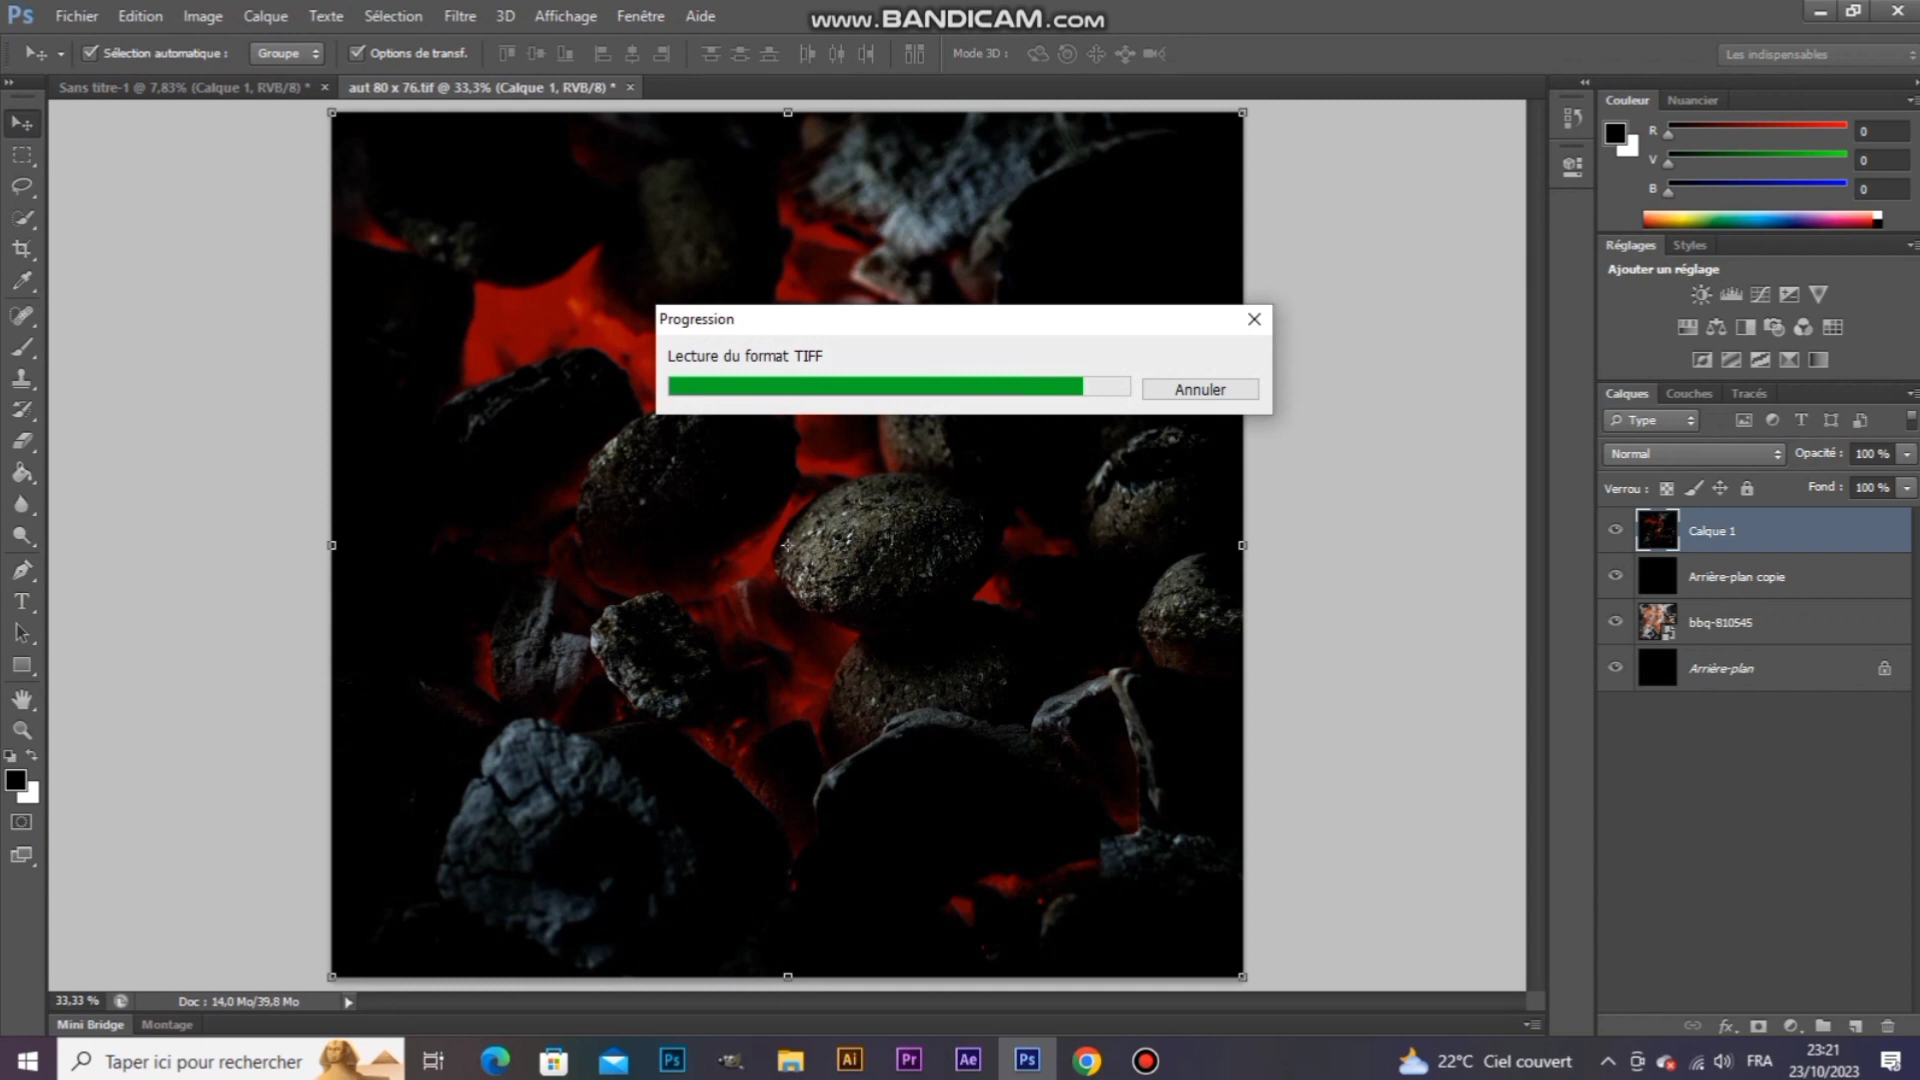 Ps Fichier Edition Image Calque Texte Sélection Filtre 3D Affichage Fenêtre Aide
www.BANDICAM.com
Sélection automatique : Groupe Options de transf. Mode 3D : Les indispensables
Sans titre-1 @ 7,83% (Calque 1, RVB/8) * × aut 80 x 76.tif @ 33,3% (Calque 1, RVB/8) * ×
Couleur Nuancier
R 0
V 0
B 0
Réglages Styles
Ajouter un réglage
Progression
Lecture du format TIFF
Annuler
Calques Couches Tracés
Type
Normal Opacité : 100 %
Verrou : Fond : 100 %
Calque 1
Arrière-plan copie
bbq-810545
Arrière-plan
33,33 % Doc : 14,0 Mo/39,8 Mo
Mini Bridge Montage
Taper ici pour rechercher
Ps Ai Pr Ae Ps
22°C Ciel couvert FRA 23:21
23/10/2023